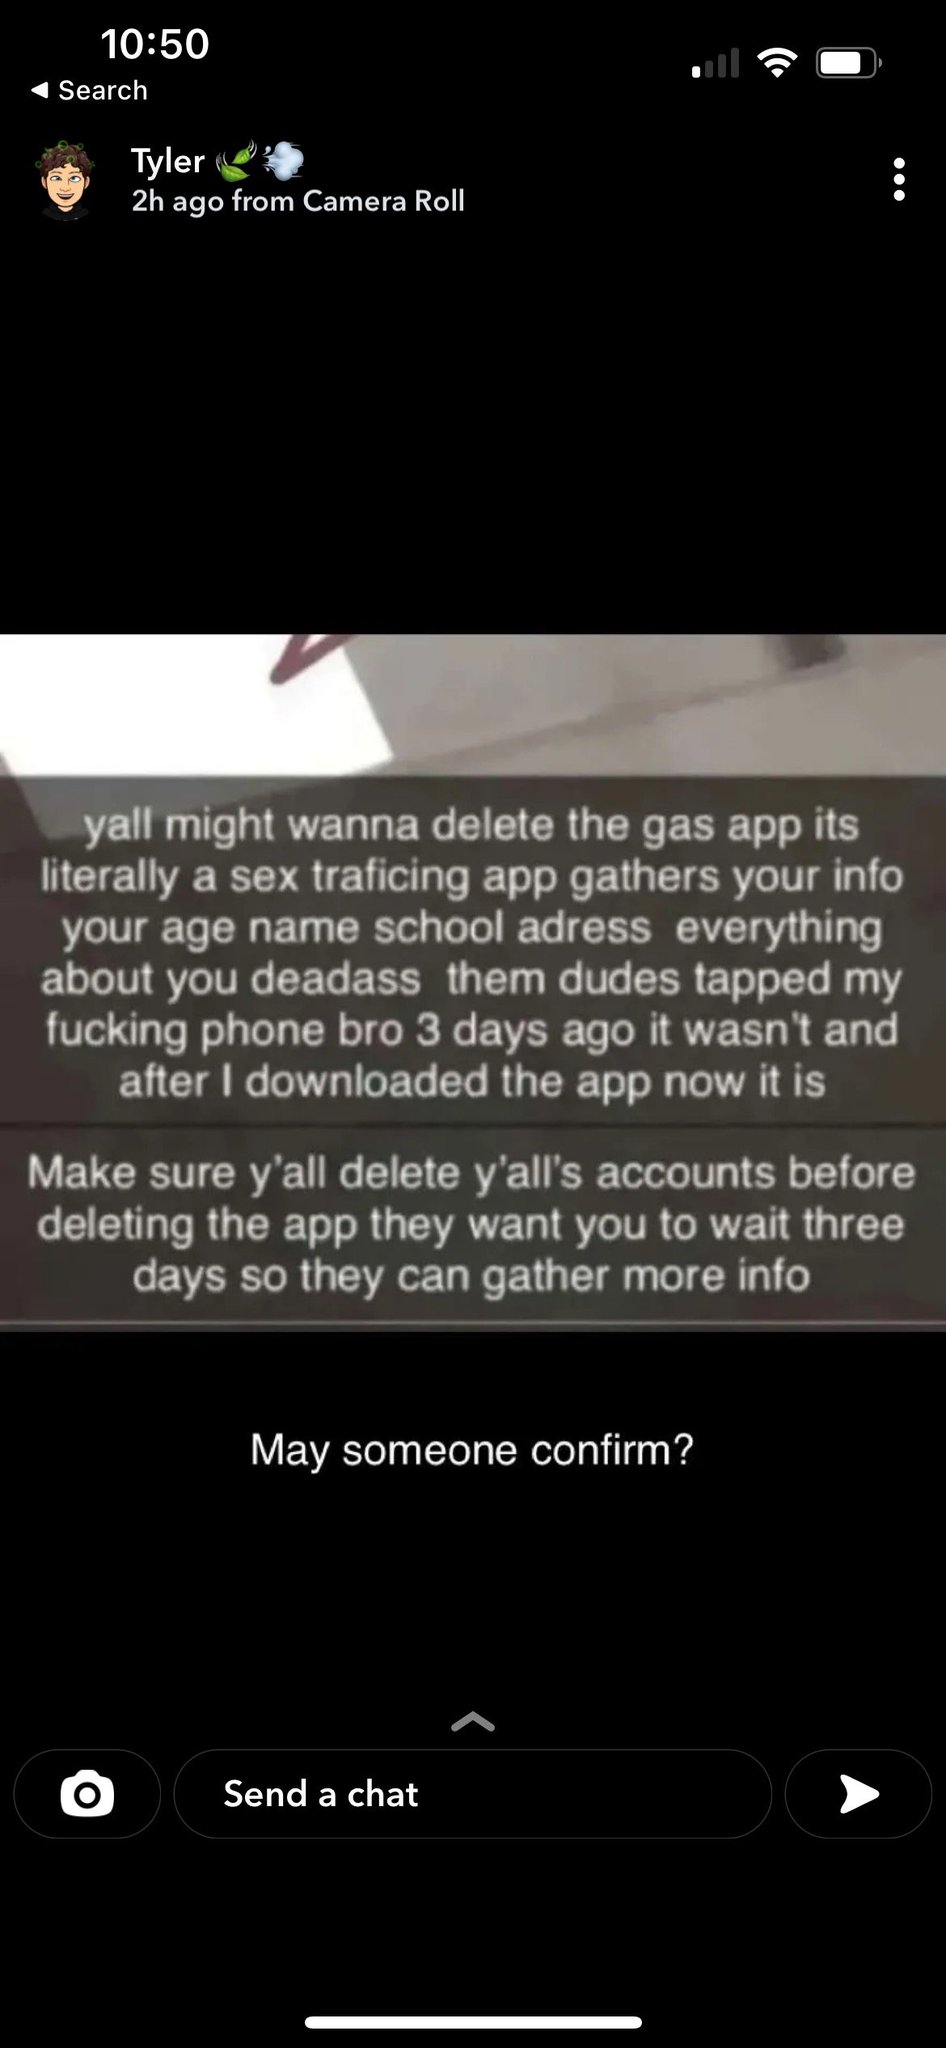 10:50
◀ Search
Tyler 🍃💨
2h ago from Camera Roll
yall might wanna delete the gas app its
literally a sex traficing app gathers your info
your age name school adress  everything
about you deadass  them dudes tapped my
fucking phone bro 3 days ago it wasn't and
after I downloaded the app now it is
Make sure y'all delete y'all's accounts before
deleting the app they want you to wait three
days so they can gather more info
May someone confirm?
Send a chat